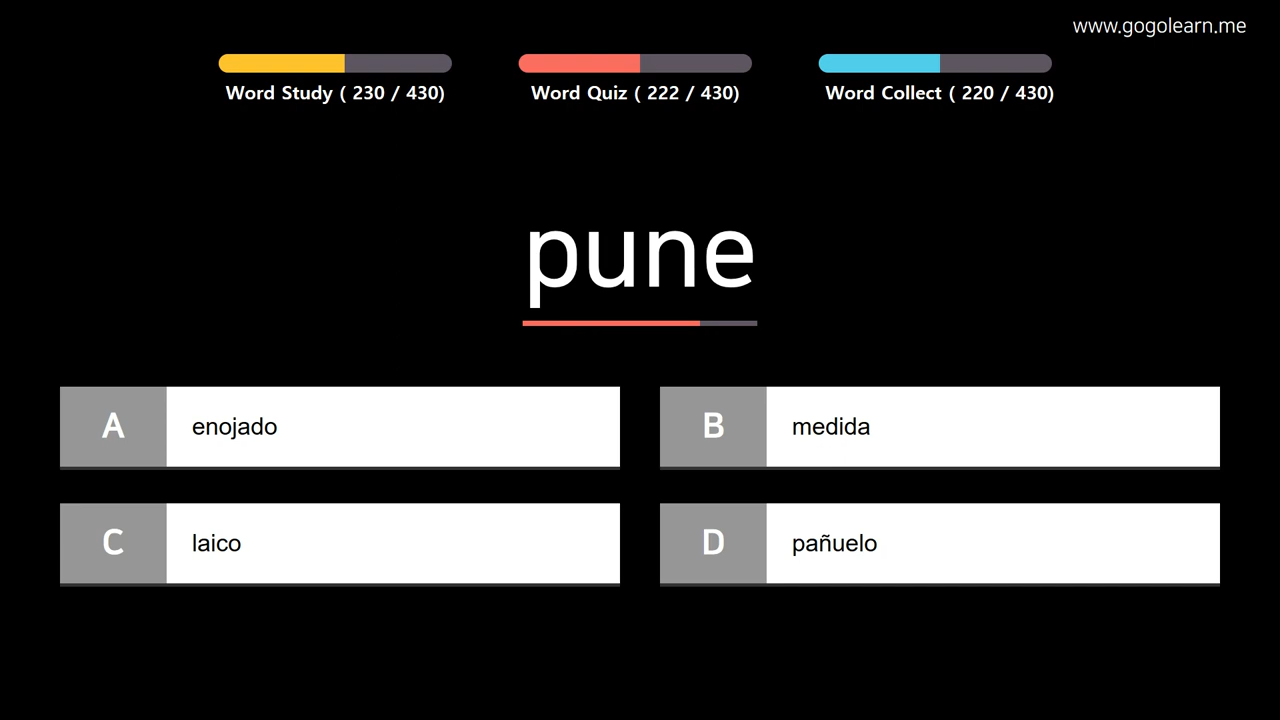 www.gogolearn.me
Word Study ( 230 / 430)
Word Quiz ( 222 / 430)
Word Collect ( 220 / 430)
pune
A enojado
B medida
C laico
D pañuelo